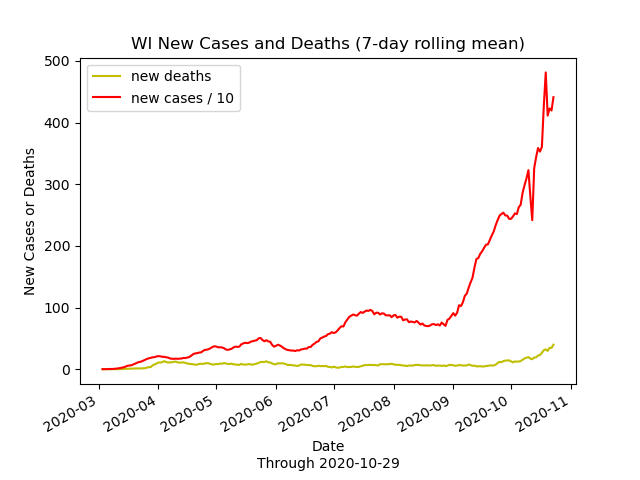 WI New Cases and Deaths (7-day rolling mean)
new deaths
new cases / 10
500
400
300
200
100
0
New Cases or Deaths
2020-03
2020-04
2020-05
2020-06
2020-07
2020-08
2020-09
2020-10
2020-11
Date
Through 2020-10-29